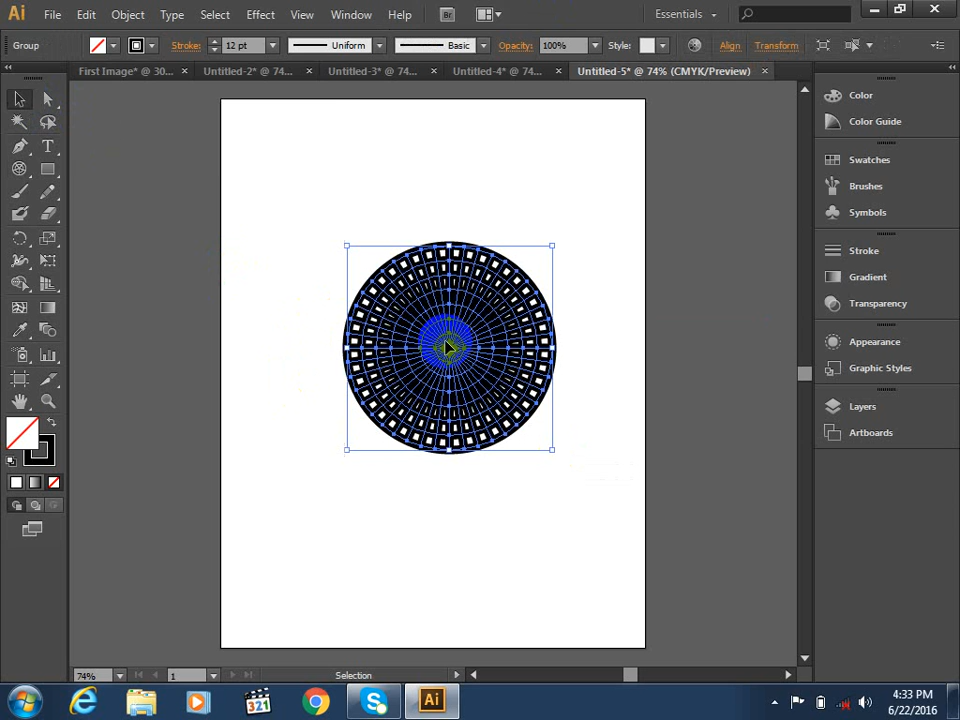 Ai File Edit Object Type Select Effect View Window Help Br Essentials
Group Stroke: 12 pt Uniform Basic Opacity: 100% Style: Align Transform
First Image* @ 30... × Untitled-2* @ 74... × Untitled-3* @ 74... × Untitled-4* @ 74... × Untitled-5* @ 74% (CMYK/Preview) ×
Color
Color Guide
Swatches
Brushes
Symbols
Stroke
Gradient
Transparency
Appearance
Graphic Styles
Layers
Artboards
74% 1 Selection
321 Ai
4:33 PM
6/22/2016